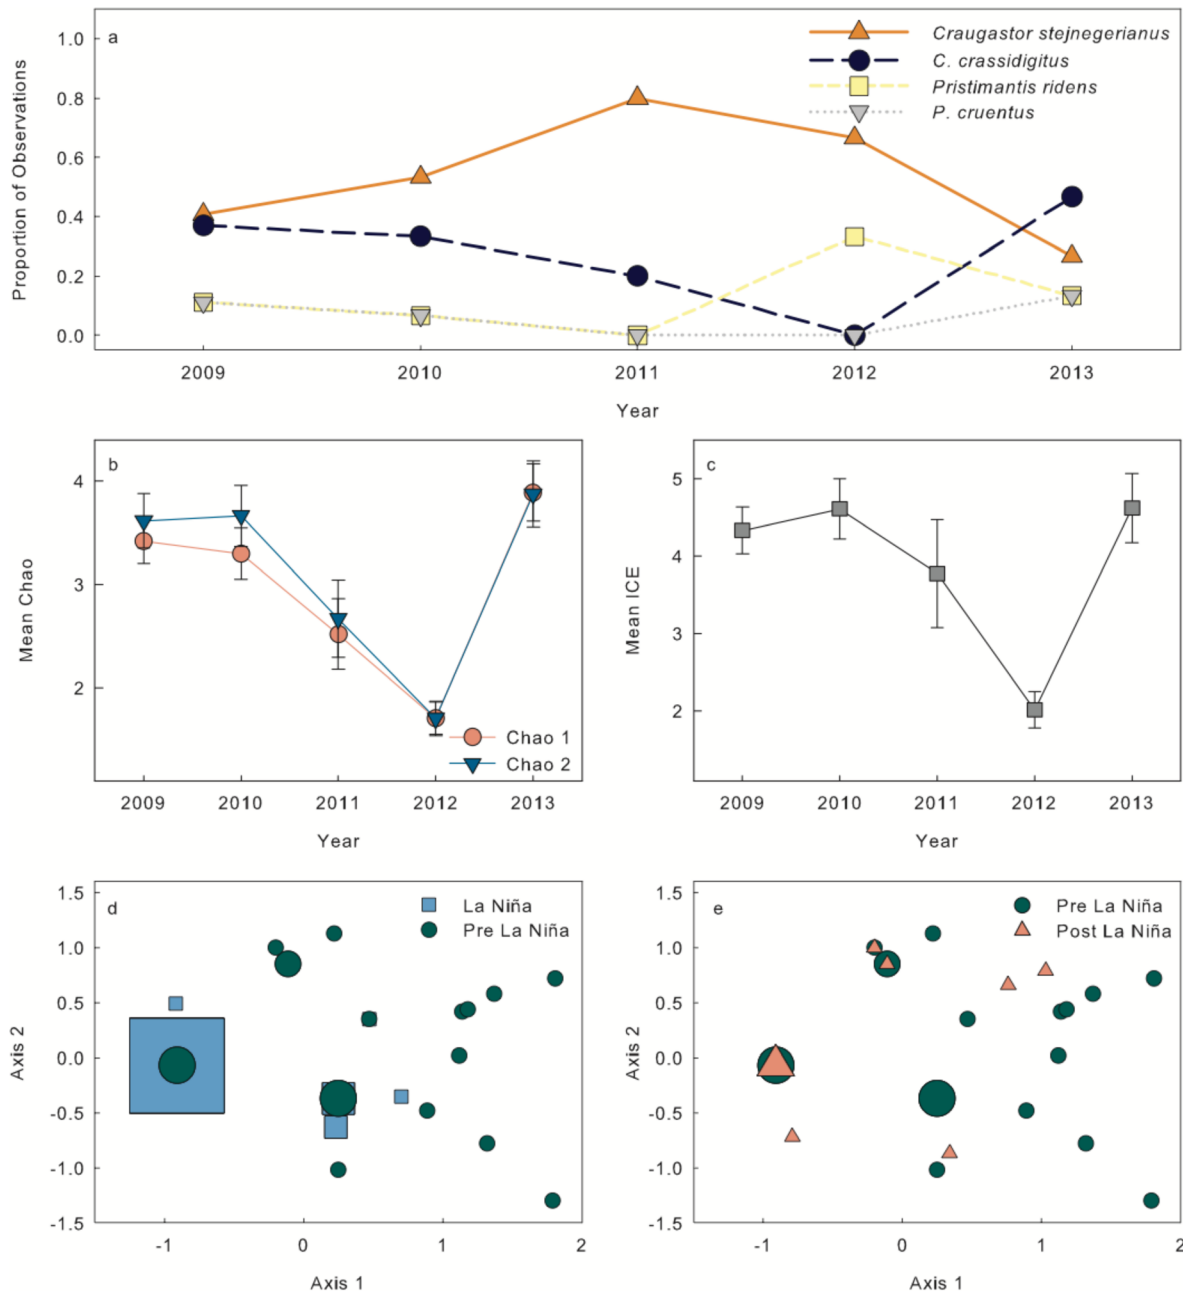 a
Craugastor stejnegerianus
C. crassidigitus
Pristimantis ridens
P. cruentus
Proportion of Observations
1.0
0.8
0.6
0.4
0.2
0.0
2009 2010 2011 2012 2013
Year
b
Mean Chao
4
3
2
Chao 1
Chao 2
2009 2010 2011 2012 2013
Year
c
Mean ICE
5
4
3
2
2009 2010 2011 2012 2013
Year
d
La Niña
Pre La Niña
Axis 2
1.5
1.0
0.5
0.0
-0.5
-1.0
-1.5
-1 0 1 2
Axis 1
e
Pre La Niña
Post La Niña
Axis 2
1.5
1.0
0.5
0.0
-0.5
-1.0
-1.5
-1 0 1 2
Axis 1